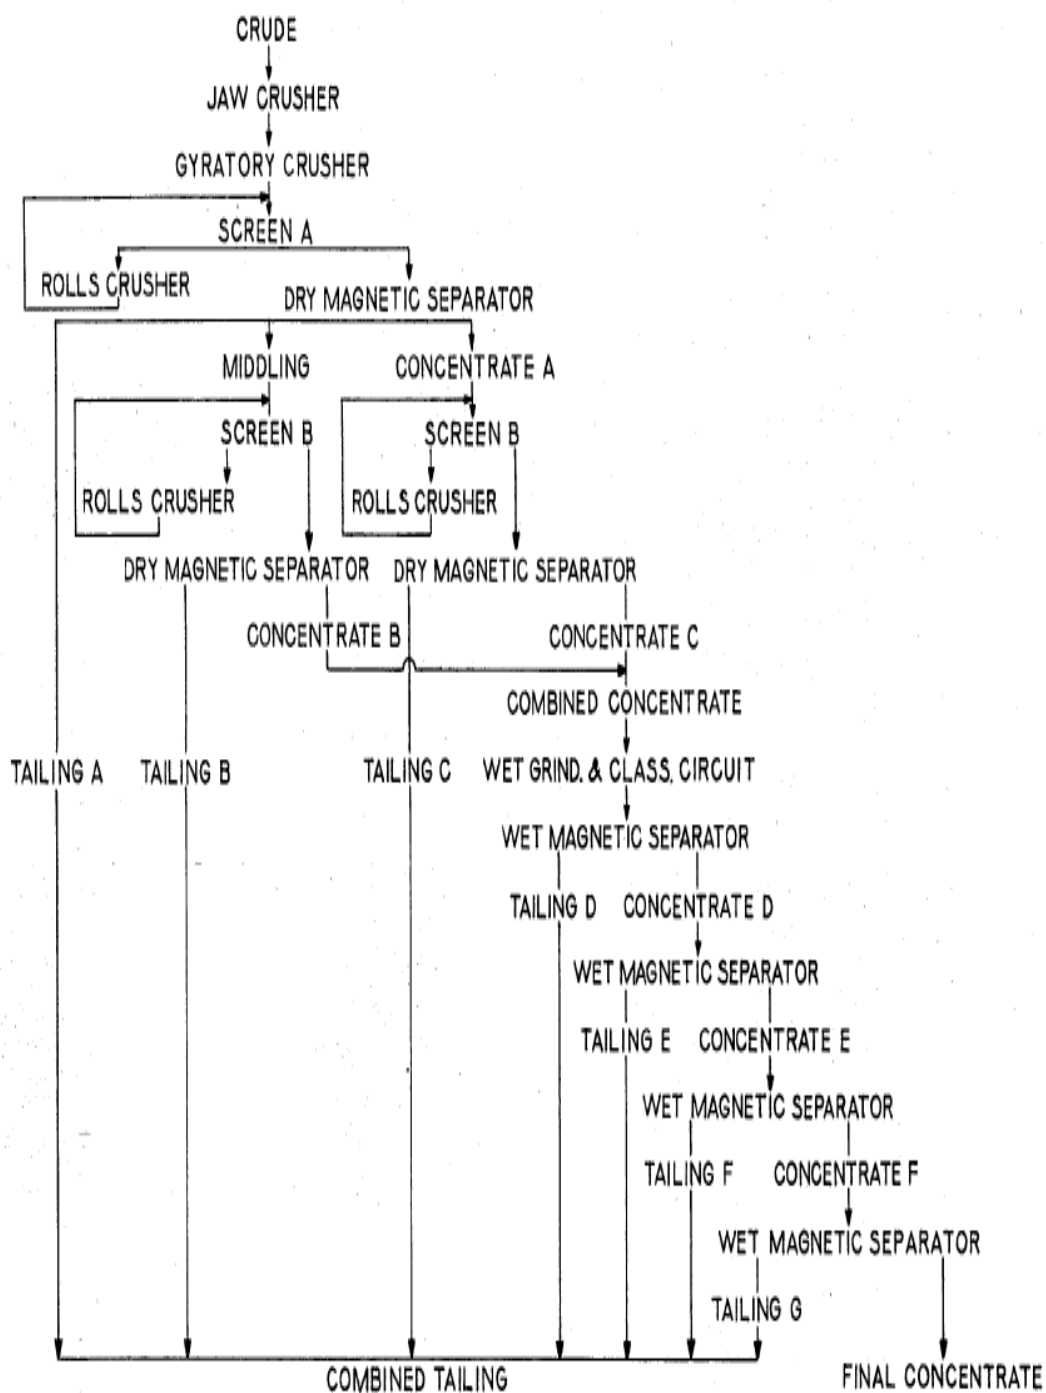 CRUDE
JAW CRUSHER
GYRATORY CRUSHER
SCREEN A
ROLLS CRUSHER
DRY MAGNETIC SEPARATOR
MIDDLING
CONCENTRATE A
SCREEN B
SCREEN B
ROLLS CRUSHER
ROLLS CRUSHER
DRY MAGNETIC SEPARATOR
DRY MAGNETIC SEPARATOR
CONCENTRATE B
CONCENTRATE C
COMBINED CONCENTRATE
TAILING A
TAILING B
TAILING C
WET GRIND. & CLASS. CIRCUIT
WET MAGNETIC SEPARATOR
TAILING D
CONCENTRATE D
WET MAGNETIC SEPARATOR
TAILING E
CONCENTRATE E
WET MAGNETIC SEPARATOR
TAILING F
CONCENTRATE F
WET MAGNETIC SEPARATOR
TAILING G
COMBINED TAILING
FINAL CONCENTRATE